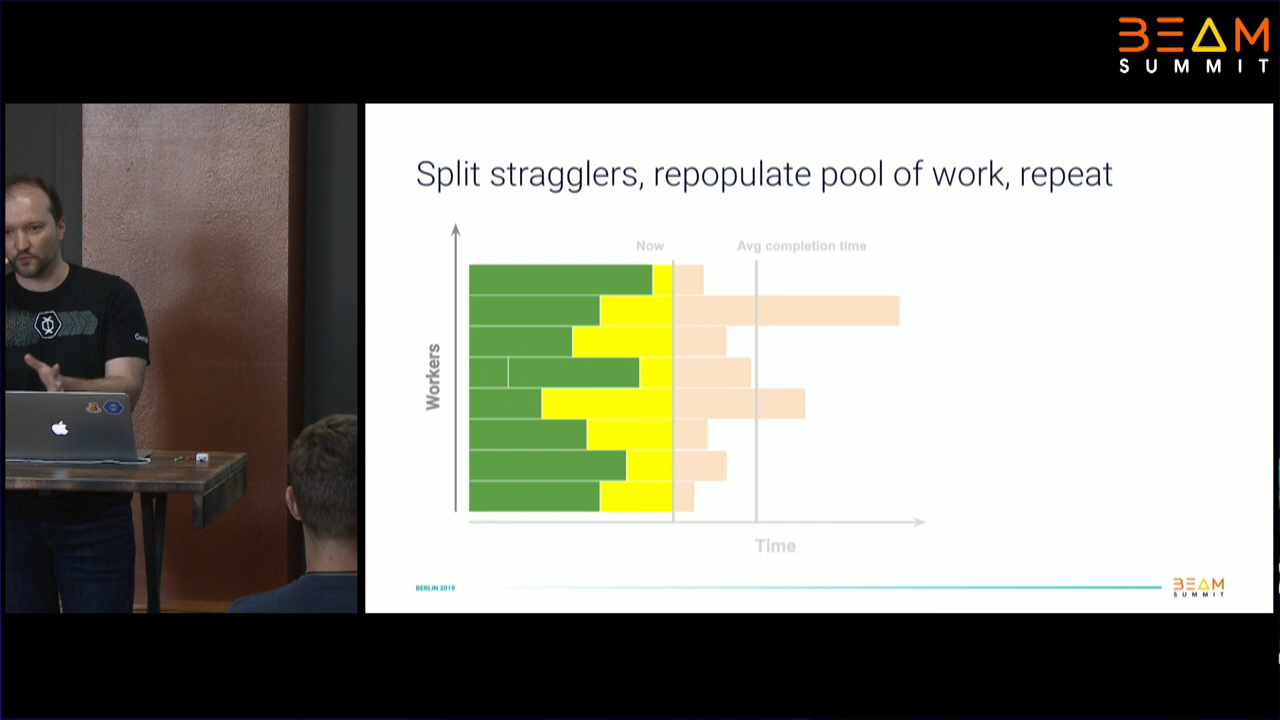 BEAM
SUMMIT
Split stragglers, repopulate pool of work, repeat
Now
Avg completion time
Workers
Time
BERLIN 2019
BEAM
SUMMIT